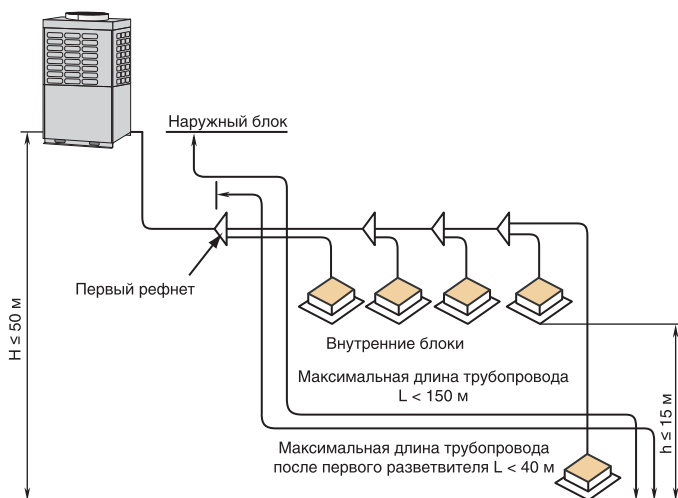 Наружный блок
Первый рефнет
H ≤ 50 м
Внутренние блоки
Максимальная длина трубопровода
L < 150 м
h ≤ 15 м
Максимальная длина трубопровода
после первого разветвителя L < 40 м